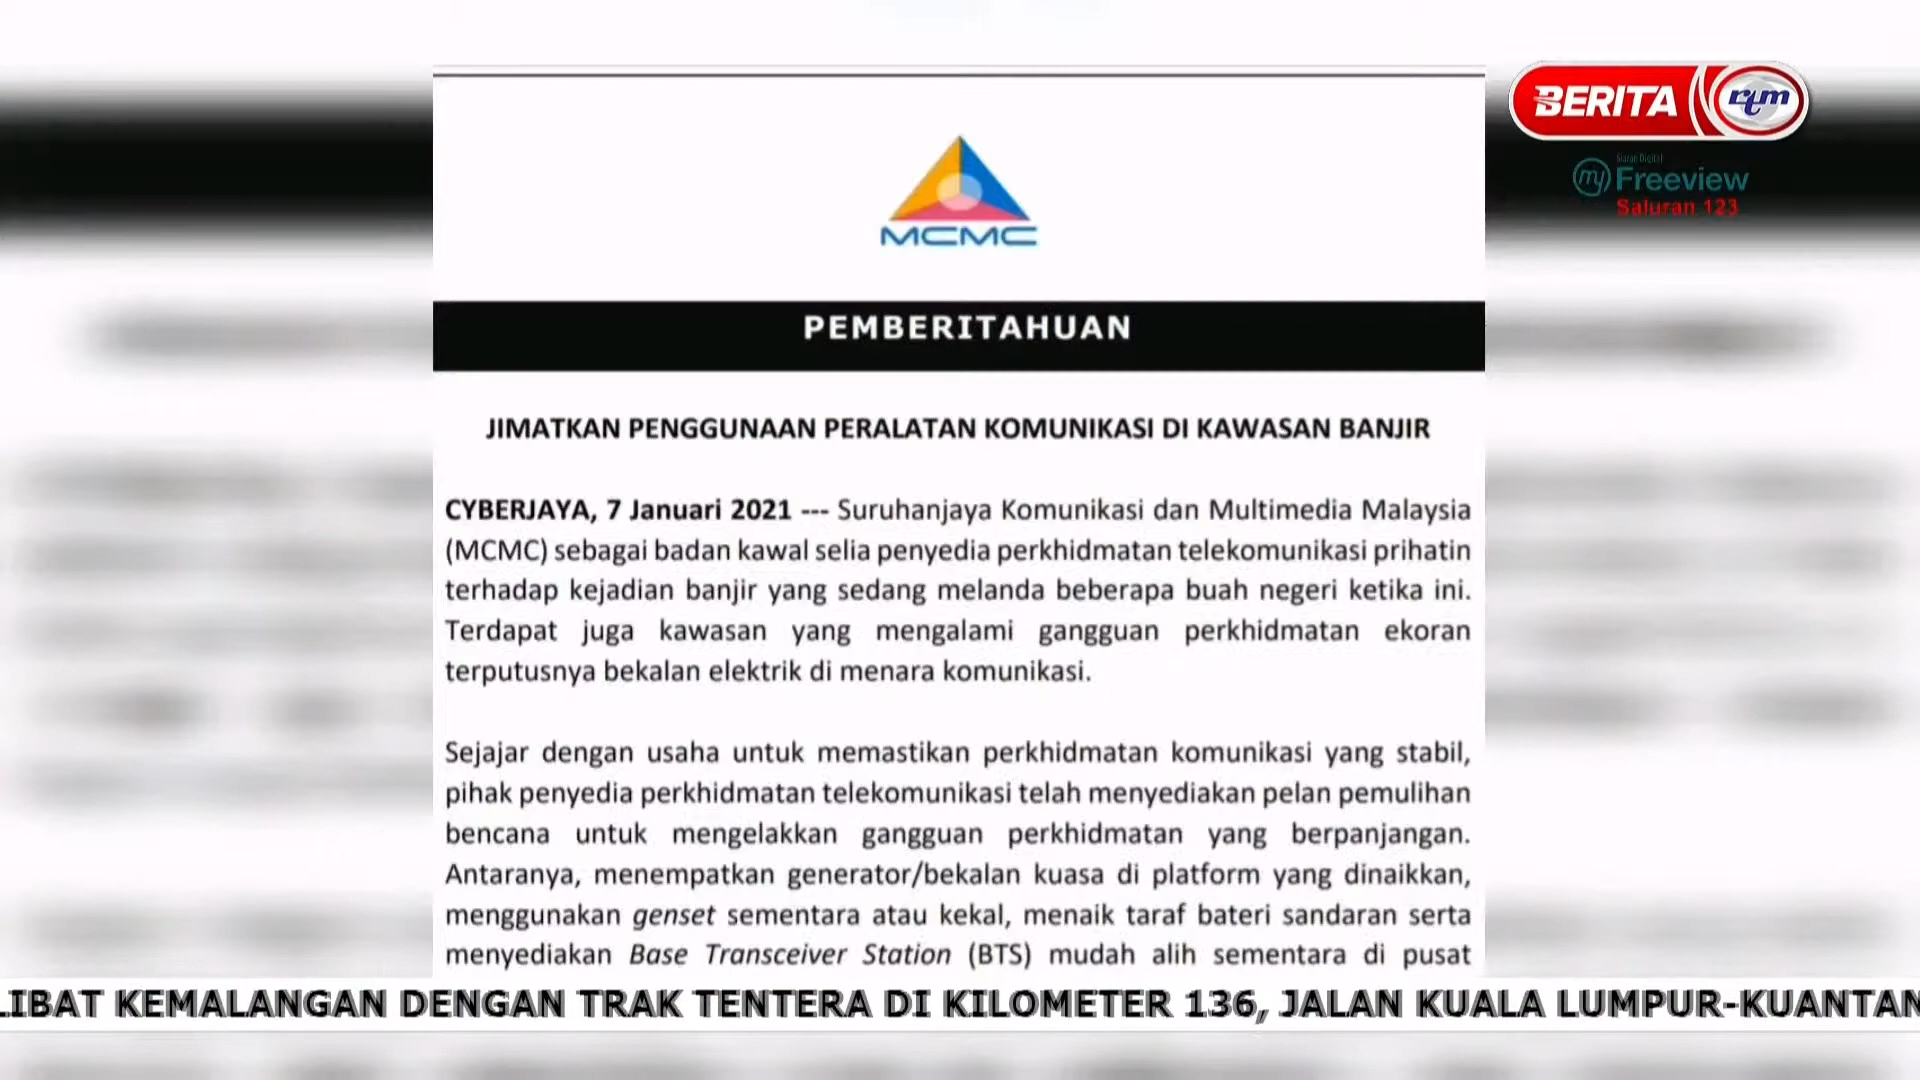 BERITA rtm
Siaran Digital
my Freeview
Saluran 123
MCMC
PEMBERITAHUAN
JIMATKAN PENGGUNAAN PERALATAN KOMUNIKASI DI KAWASAN BANJIR
CYBERJAYA, 7 Januari 2021 --- Suruhanjaya Komunikasi dan Multimedia Malaysia
(MCMC) sebagai badan kawal selia penyedia perkhidmatan telekomunikasi prihatin
terhadap kejadian banjir yang sedang melanda beberapa buah negeri ketika ini.
Terdapat juga kawasan yang mengalami gangguan perkhidmatan ekoran
terputusnya bekalan elektrik di menara komunikasi.
Sejajar dengan usaha untuk memastikan perkhidmatan komunikasi yang stabil,
pihak penyedia perkhidmatan telekomunikasi telah menyediakan pelan pemulihan
bencana untuk mengelakkan gangguan perkhidmatan yang berpanjangan.
Antaranya, menempatkan generator/bekalan kuasa di platform yang dinaikkan,
menggunakan genset sementara atau kekal, menaik taraf bateri sandaran serta
menyediakan Base Transceiver Station (BTS) mudah alih sementara di pusat
LIBAT KEMALANGAN DENGAN TRAK TENTERA DI KILOMETER 136, JALAN KUALA LUMPUR-KUANTAN